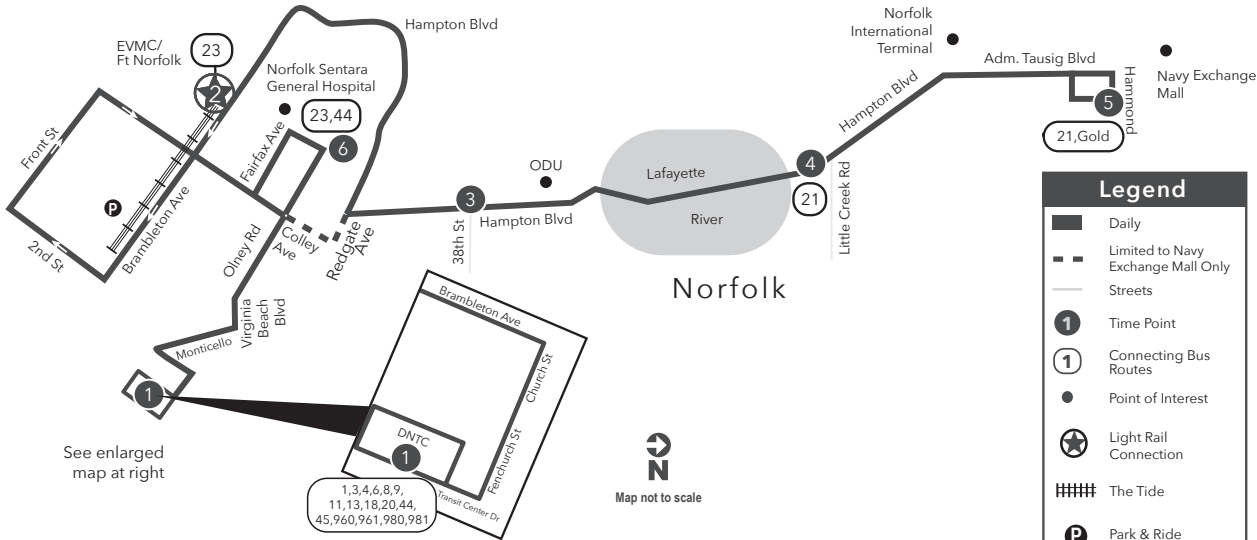 Hampton Blvd
EVMC/
Ft Norfolk
23
2
Norfolk Sentara
General Hospital
23,44
6
Fairfax Ave
Front St
P
2nd St
Brambleton Ave
Olney Rd
Colley
Ave
Redgate
Ave
Virginia
Beach
Blvd
Monticello
1
See enlarged
map at right
3
38th St
Hampton Blvd
ODU
Lafayette
River
4
21
Little Creek Rd
Norfolk
Hampton Blvd
Norfolk
International
Terminal
Adm. Tausig Blvd
Hammond
5
21,Gold
Navy Exchange
Mall
Brambleton Ave
Church St
Fenchurch St
DNTC
1
Transit Center Dr
1,3,4,6,8,9,
11,13,18,20,44,
45,960,961,980,981
N
Map not to scale
Legend
Daily
Limited to Navy
Exchange Mall Only
Streets
1
Time Point
1
Connecting Bus
Routes
Point of Interest
Light Rail
Connection
The Tide
P
Park & Ride